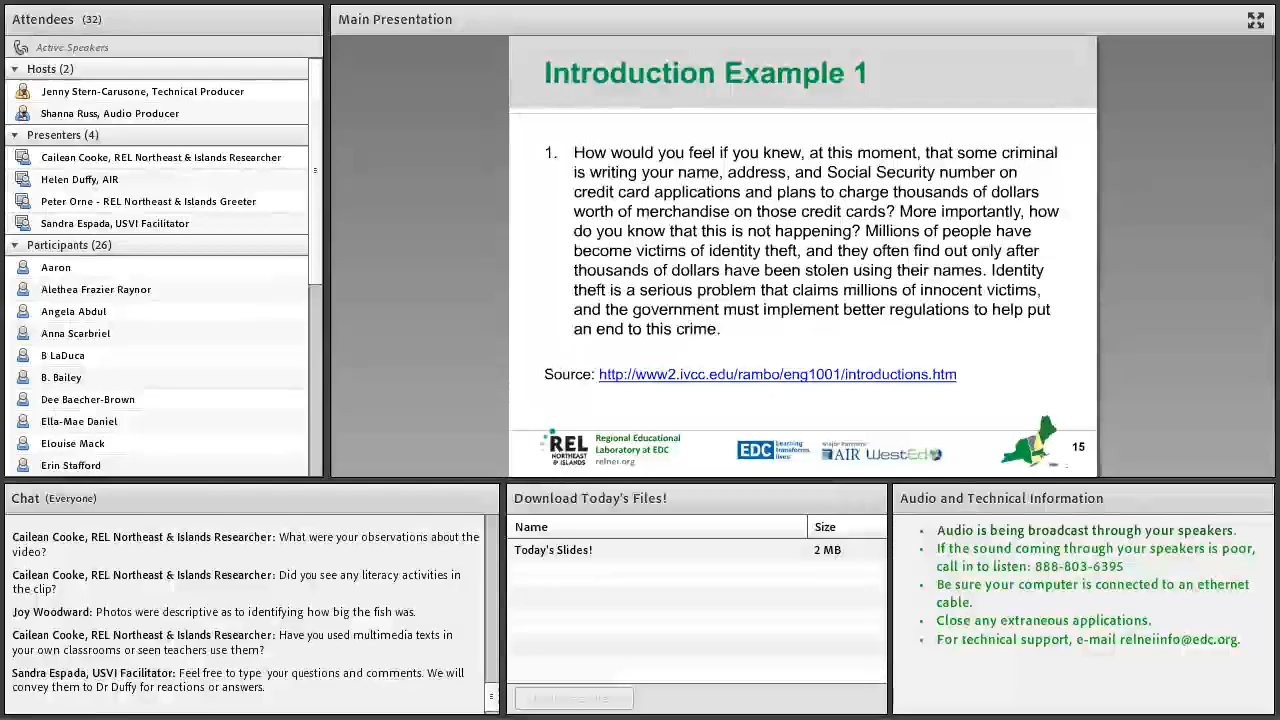 Attendees (32)
Active Speakers
Hosts (2)
Jenny Stern-Carusone, Technical Producer
Shanna Russ, Audio Producer
Presenters (4)
Cailean Cooke, REL Northeast & Islands Researcher
Helen Duffy, AIR
Peter Orne - REL Northeast & Islands Greeter
Sandra Espada, USVI Facilitator
Participants (26)
Aaron
Alethea Frazier Raynor
Angela Abdul
Anna Scarbriel
B LaDuca
B. Bailey
Dee Baecher-Brown
Ella-Mae Daniel
Elouise Mack
Erin Stafford
Main Presentation
Introduction Example 1
1. How would you feel if you knew, at this moment, that some criminal
is writing your name, address, and Social Security number on
credit card applications and plans to charge thousands of dollars
worth of merchandise on those credit cards? More importantly, how
do you know that this is not happening? Millions of people have
become victims of identity theft, and they often find out only after
thousands of dollars have been stolen using their names. Identity
theft is a serious problem that claims millions of innocent victims,
and the government must implement better regulations to help put
an end to this crime.
Source: http://www2.ivcc.edu/rambo/eng1001/introductions.htm
REL
NORTHEAST
& ISLANDS
Regional Educational
Laboratory at EDC
relnei.org
EDC Learning
transforms
lives.
Major Partners:
AIR WestEd
15
Chat (Everyone)
Cailean Cooke, REL Northeast & Islands Researcher: What were your observations about the
video?
Cailean Cooke, REL Northeast & Islands Researcher: Did you see any literacy activities in
the clip?
Joy Woodward: Photos were descriptive as to identifying how big the fish was.
Cailean Cooke, REL Northeast & Islands Researcher: Have you used multimedia texts in
your own classrooms or seen teachers use them?
Sandra Espada, USVI Facilitator: Feel free to type your questions and comments. We will
convey them to Dr Duffy for reactions or answers.
Download Today's Files!
Name Size
Today's Slides! 2 MB
Audio and Technical Information
• Audio is being broadcast through your speakers.
• If the sound coming through your speakers is poor,
call in to listen: 888-803-6395
• Be sure your computer is connected to an ethernet
cable.
• Close any extraneous applications.
• For technical support, e-mail relneiinfo@edc.org.